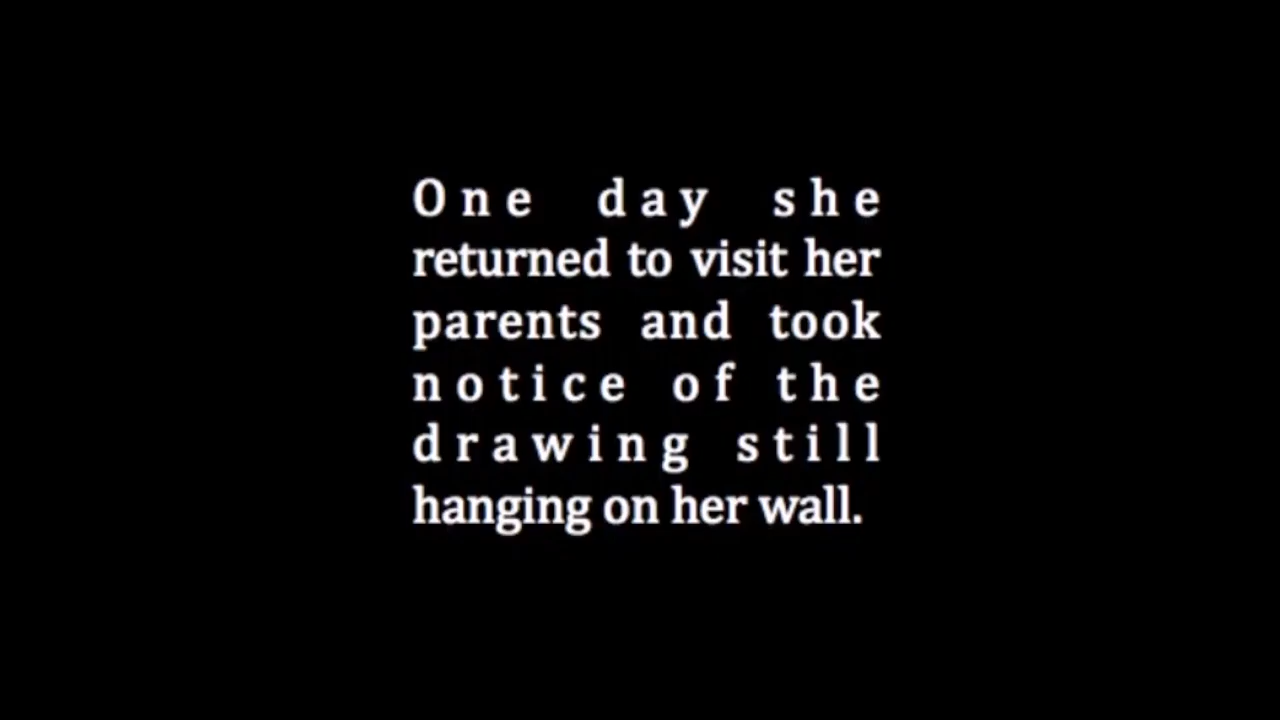 One day she
returned to visit her
parents and took
notice of the
drawing still
hanging on her wall.